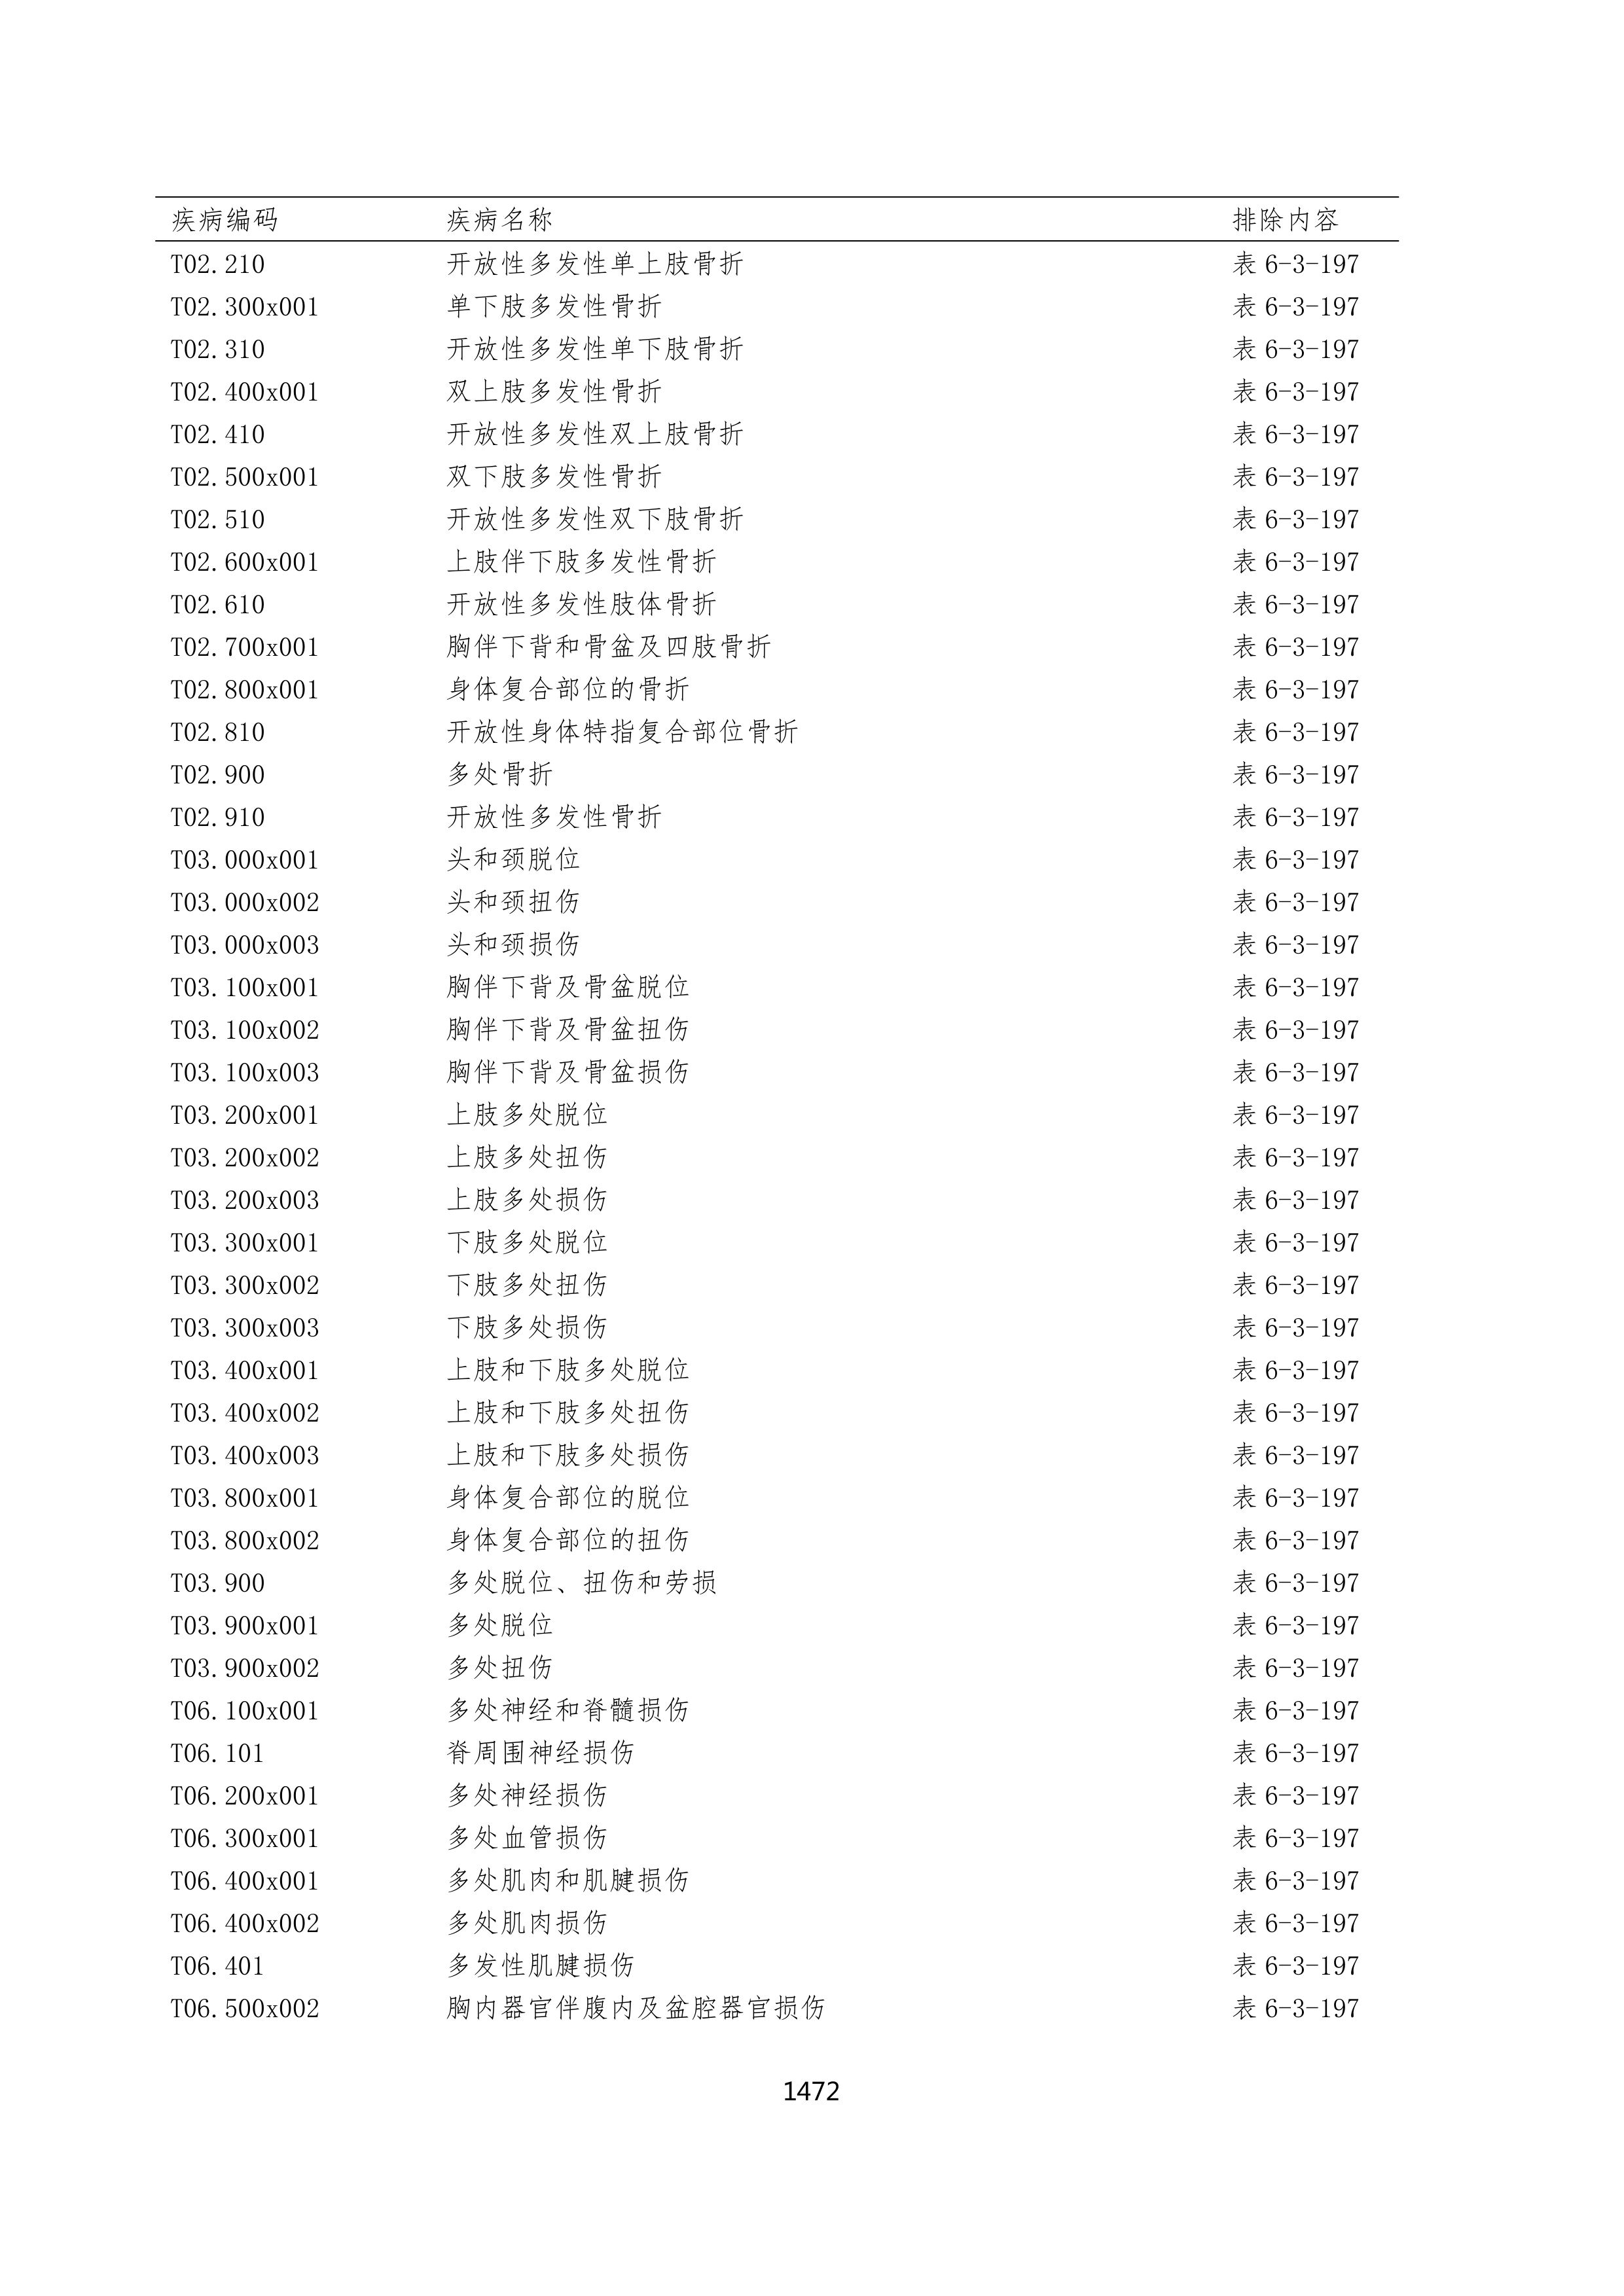 疾病编码 疾病名称 排除内容
T02.210 开放性多发性单上肢骨折 表 6-3-197
T02.300x001 单下肢多发性骨折 表 6-3-197
T02.310 开放性多发性单下肢骨折 表 6-3-197
T02.400x001 双上肢多发性骨折 表 6-3-197
T02.410 开放性多发性双上肢骨折 表 6-3-197
T02.500x001 双下肢多发性骨折 表 6-3-197
T02.510 开放性多发性双下肢骨折 表 6-3-197
T02.600x001 上肢伴下肢多发性骨折 表 6-3-197
T02.610 开放性多发性肢体骨折 表 6-3-197
T02.700x001 胸伴下背和骨盆及四肢骨折 表 6-3-197
T02.800x001 身体复合部位的骨折 表 6-3-197
T02.810 开放性身体特指复合部位骨折 表 6-3-197
T02.900 多处骨折 表 6-3-197
T02.910 开放性多发性骨折 表 6-3-197
T03.000x001 头和颈脱位 表 6-3-197
T03.000x002 头和颈扭伤 表 6-3-197
T03.000x003 头和颈损伤 表 6-3-197
T03.100x001 胸伴下背及骨盆脱位 表 6-3-197
T03.100x002 胸伴下背及骨盆扭伤 表 6-3-197
T03.100x003 胸伴下背及骨盆损伤 表 6-3-197
T03.200x001 上肢多处脱位 表 6-3-197
T03.200x002 上肢多处扭伤 表 6-3-197
T03.200x003 上肢多处损伤 表 6-3-197
T03.300x001 下肢多处脱位 表 6-3-197
T03.300x002 下肢多处扭伤 表 6-3-197
T03.300x003 下肢多处损伤 表 6-3-197
T03.400x001 上肢和下肢多处脱位 表 6-3-197
T03.400x002 上肢和下肢多处扭伤 表 6-3-197
T03.400x003 上肢和下肢多处损伤 表 6-3-197
T03.800x001 身体复合部位的脱位 表 6-3-197
T03.800x002 身体复合部位的扭伤 表 6-3-197
T03.900 多处脱位、扭伤和劳损 表 6-3-197
T03.900x001 多处脱位 表 6-3-197
T03.900x002 多处扭伤 表 6-3-197
T06.100x001 多处神经和脊髓损伤 表 6-3-197
T06.101 脊周围神经损伤 表 6-3-197
T06.200x001 多处神经损伤 表 6-3-197
T06.300x001 多处血管损伤 表 6-3-197
T06.400x001 多处肌肉和肌腱损伤 表 6-3-197
T06.400x002 多处肌肉损伤 表 6-3-197
T06.401 多发性肌腱损伤 表 6-3-197
T06.500x002 胸内器官伴腹内及盆腔器官损伤 表 6-3-197
1472